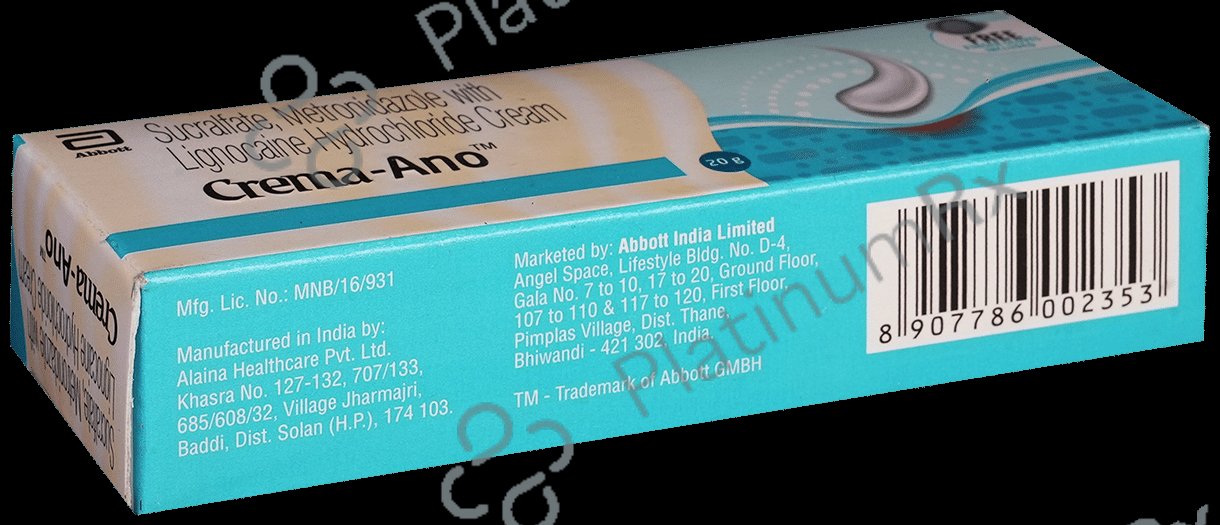 Abbott
Sucralfate, Metronidazole with
Lignocaine Hydrochloride Cream
Crema-Ano™
20 g
FREE
Mfg. Lic. No.: MNB/16/931
Manufactured in India by:
Alaina Healthcare Pvt. Ltd.
Khasra No. 127-132, 707/133,
685/608/32, Village Jharmajri,
Baddi, Dist. Solan (H.P.), 174 103.
Marketed by: Abbott India Limited
Angel Space, Lifestyle Bldg. No. D-4,
Gala No. 7 to 10, 17 to 20, Ground Floor,
107 to 110 & 117 to 120, First Floor.
Pimplas Village, Dist. Thane,
Bhiwandi - 421 302, India.
TM - Trademark of Abbott GMBH
8 907786 002353
Crema-Ano™
Sucralfate, Metronidazole with
Lignocaine Hydrochloride Cream
PlatinumRx